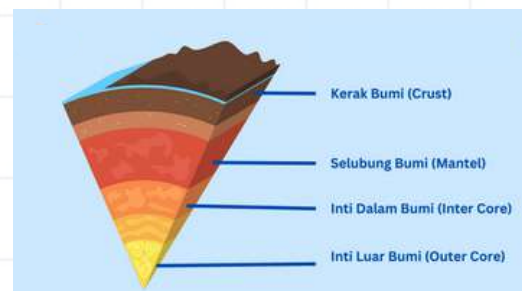 Kerak Bumi (Crust)
Selubung Bumi (Mantel)
Inti Dalam Bumi (Inter Core)
Inti Luar Bumi (Outer Core)